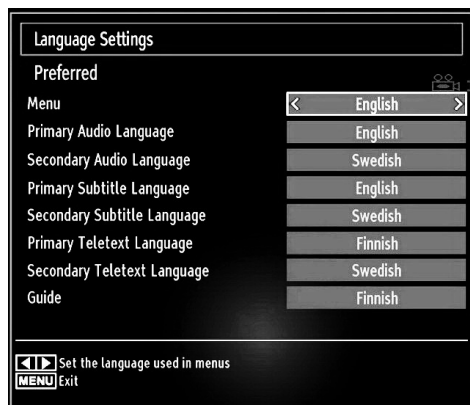 Language Settings
Preferred
Menu < English >
Primary Audio Language English
Secondary Audio Language Swedish
Primary Subtitle Language English
Secondary Subtitle Language Swedish
Primary Teletext Language Finnish
Secondary Teletext Language Swedish
Guide Finnish
Set the language used in menus
MENU Exit